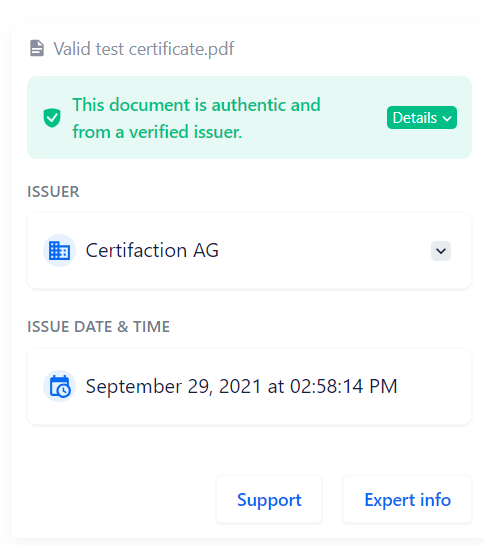 Valid test certificate.pdf
This document is authentic and
from a verified issuer.
Details
ISSUER
Certifaction AG
ISSUE DATE & TIME
September 29, 2021 at 02:58:14 PM
Support
Expert info